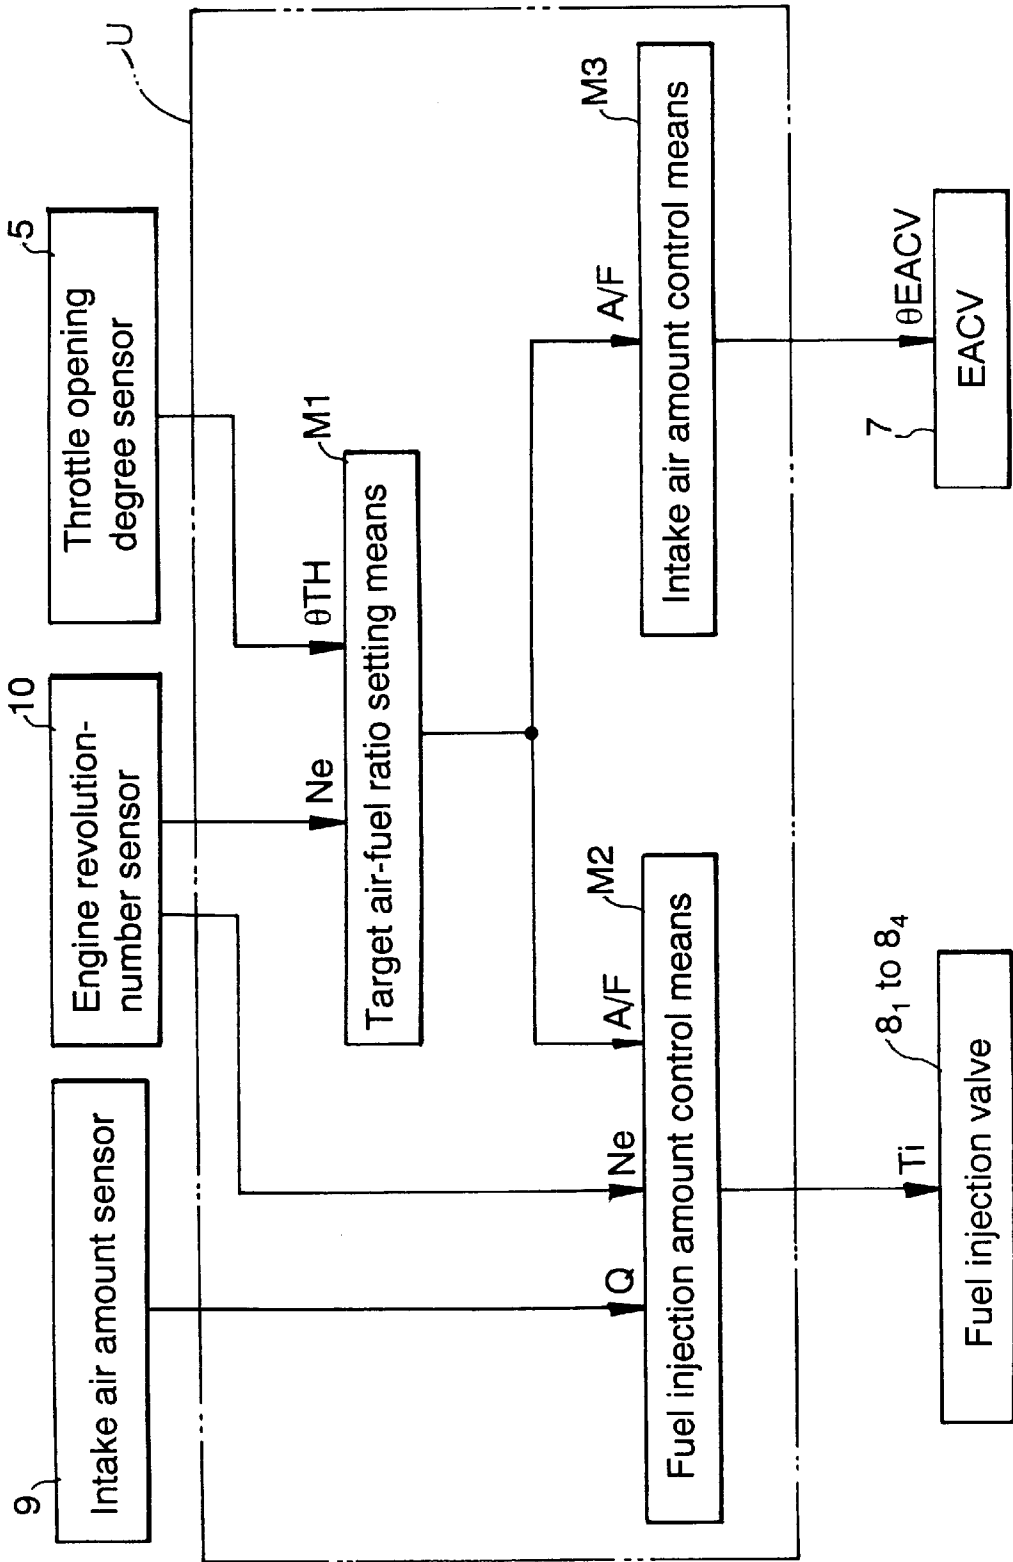 U
9
Intake air amount sensor
10
Engine revolution-
number sensor
5
Throttle opening
degree sensor
Ne
θTH
M1
Target air-fuel ratio setting means
Q
Ne
A/F
M2
Fuel injection amount control means
A/F
M3
Intake air amount control means
Ti
8₁ to 8₄
Fuel injection valve
θEACV
7
EACV